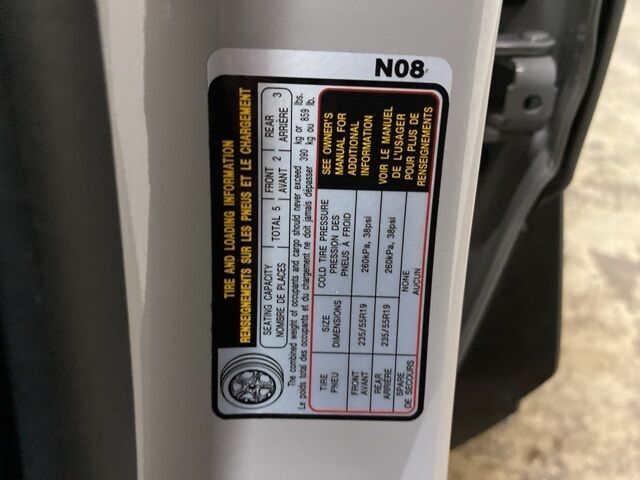 N08
TIRE AND LOADING INFORMATION
RENSEIGNEMENTS SUR LES PNEUS ET LE CHARGEMENT
SEATING CAPACITY TOTAL 5 FRONT 2 REAR 3
NOMBRE DE PLACES AVANT ARRIÈRE
The combined weight of occupants and cargo should never exceed 390 kg or 859 lbs.
Le poids total des occupants et du chargement ne doit jamais dépasser 390 kg ou 859 lb.
TIRE
PNEU
SIZE
DIMENSIONS
COLD TIRE PRESSURE
PRESSION DES
PNEUS À FROID
FRONT
AVANT
235/55R19
260kPa, 38psi
REAR
ARRIÈRE
235/55R19
260kPa, 38psi
SPARE
DE SECOURS
NONE
AUCUN
SEE OWNER'S
MANUAL FOR
ADDITIONAL
INFORMATION
VOIR LE MANUEL
DE L'USAGER
POUR PLUS DE
RENSEIGNEMENTS